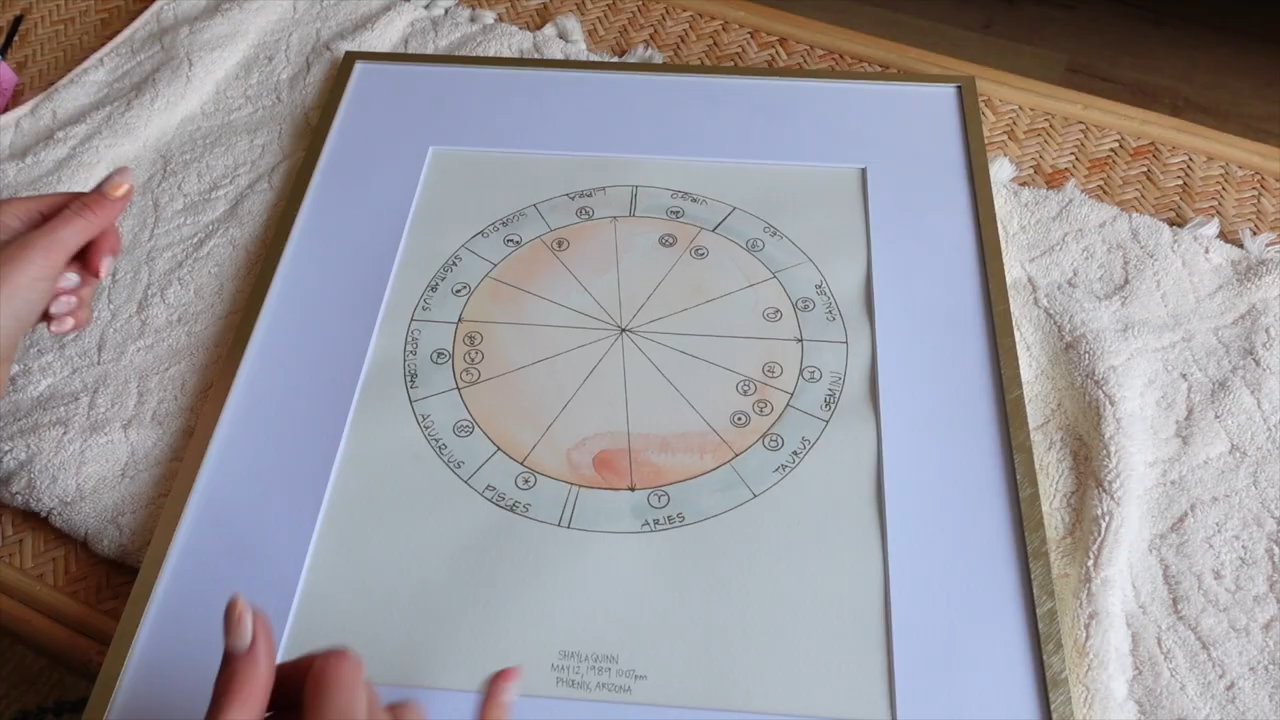 LIBRA
VIRGO
SCORPIO
LEO
SAGITTARIUS
CANCER
CAPRICORN
GEMINI
AQUARIUS
TAURUS
PISCES
ARIES
SHAYLA QUINN
MAY 12, 1989 10:07pm
PHOENIX, ARIZONA